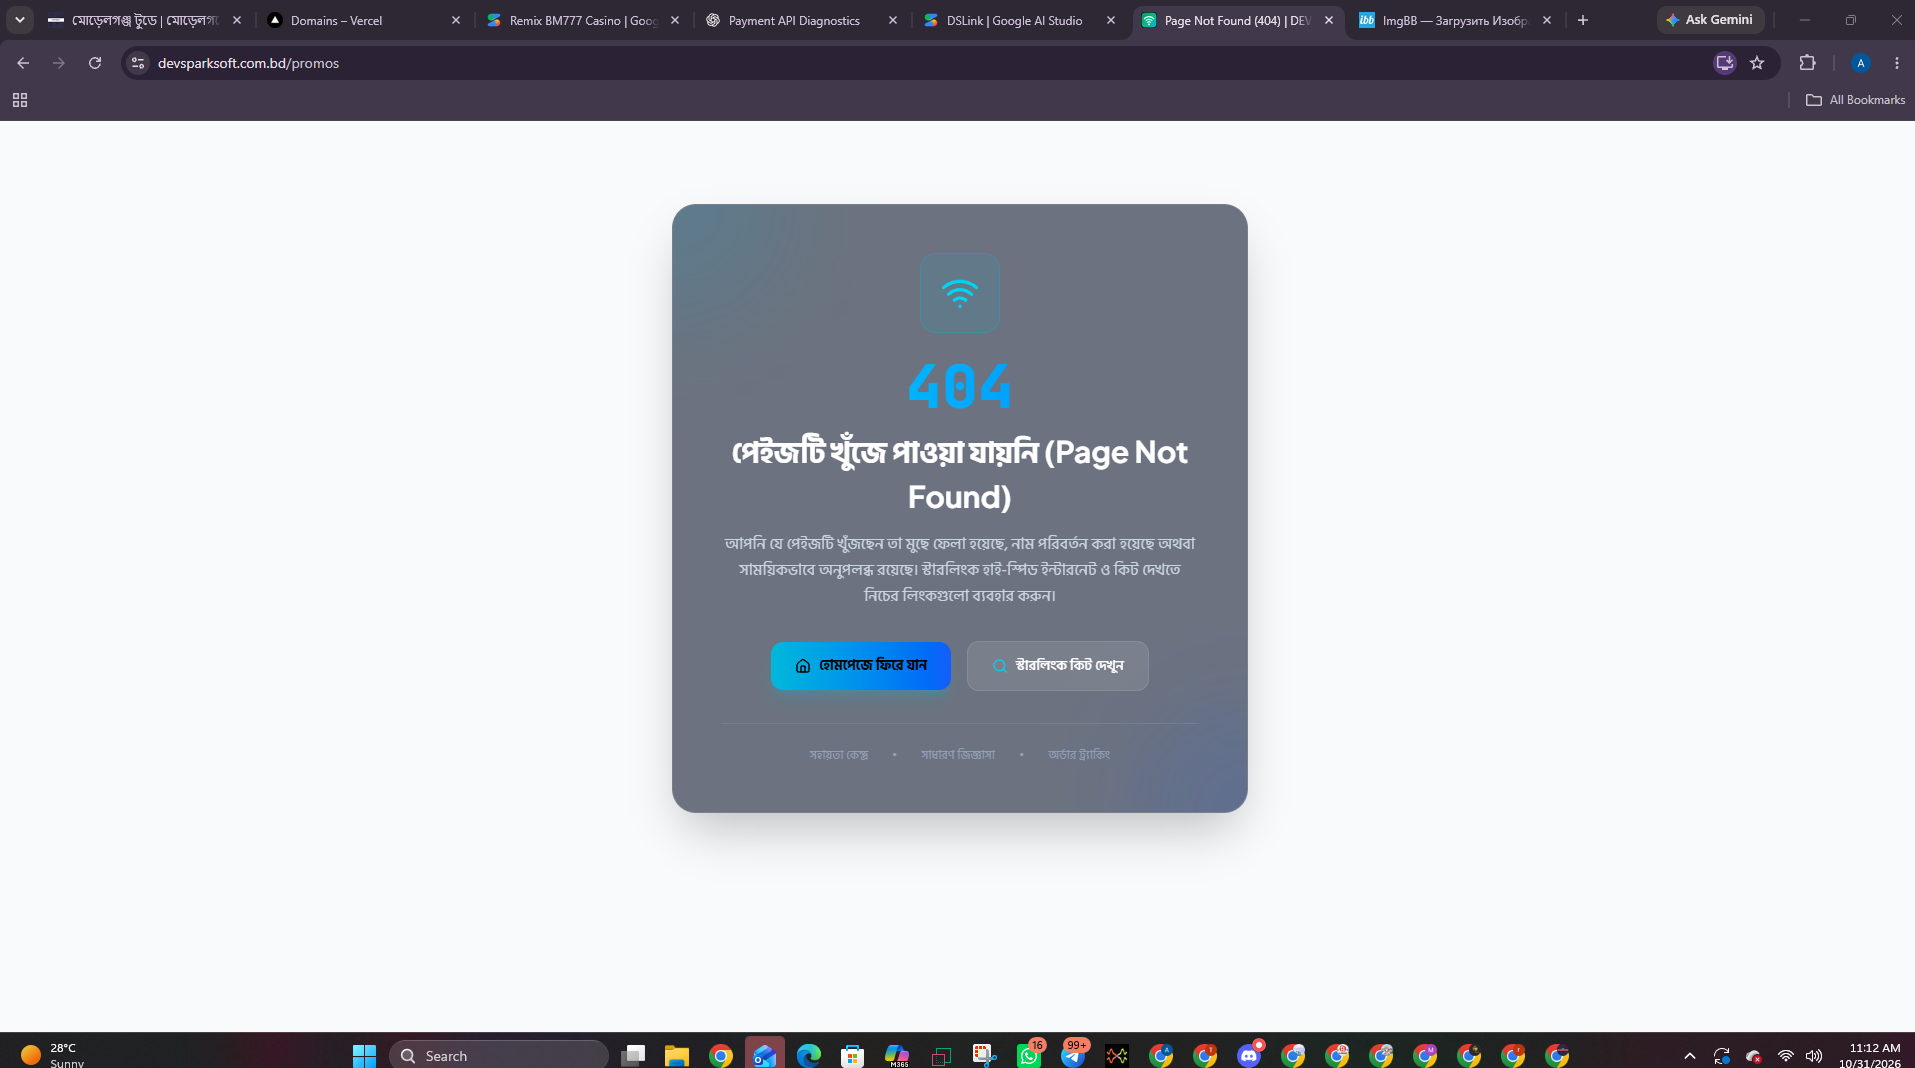 মোড়েলগঞ্জ টুডে | মোড়েলগ
Domains – Vercel
Remix BM777 Casino | Goog
Payment API Diagnostics
DSLink | Google AI Studio
Page Not Found (404) | DEV
ImgBB — Загрузить Изобр
Ask Gemini
devsparksoft.com.bd/promos
A
All Bookmarks
404
পেইজটি খুঁজে পাওয়া যায়নি (Page Not
Found)
আপনি যে পেইজটি খুঁজছেন তা মুছে ফেলা হয়েছে, নাম পরিবর্তন করা হয়েছে অথবা
সাময়িকভাবে অনুপলব্ধ রয়েছে। স্টারলিংক হাই-স্পিড ইন্টারনেট ও কিট দেখতে
নিচের লিংকগুলো ব্যবহার করুন।
হোমপেজে ফিরে যান
স্টারলিংক কিট দেখুন
সহায়তা কেন্দ্র • সাধারণ জিজ্ঞাসা • অর্ডার ট্র্যাকিং
28°C
Sunny
Search
M365
16
99+
11:12 AM
10/31/2026